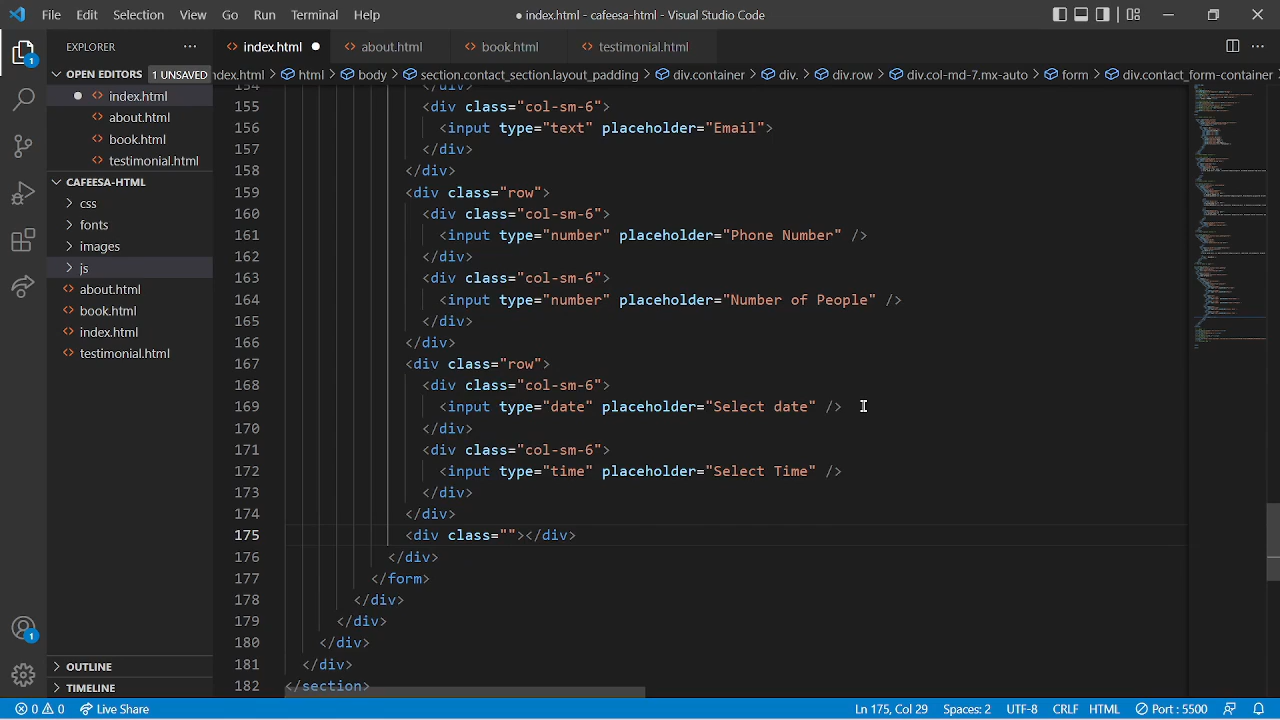 File Edit Selection View Go Run Terminal Help
● index.html - cafeesa-html - Visual Studio Code
EXPLORER
index.html about.html book.html testimonial.html
OPEN EDITORS 1 UNSAVED
ndex.html > html > body > section.contact_section.layout_padding > div.container > div. > div.row > div.col-md-7.mx-auto > form > div.contact_form-container
index.html
about.html
book.html
testimonial.html
CAFEESA-HTML
css
fonts
images
js
about.html
book.html
index.html
testimonial.html
OUTLINE
TIMELINE
154 </div>
155 <div class="col-sm-6">
156 <input type="text" placeholder="Email">
157 </div>
158 </div>
159 <div class="row">
160 <div class="col-sm-6">
161 <input type="number" placeholder="Phone Number" />
162 </div>
163 <div class="col-sm-6">
164 <input type="number" placeholder="Number of People" />
165 </div>
166 </div>
167 <div class="row">
168 <div class="col-sm-6">
169 <input type="date" placeholder="Select date" />
170 </div>
171 <div class="col-sm-6">
172 <input type="time" placeholder="Select Time" />
173 </div>
174 </div>
175 <div class=""></div>
176 </div>
177 </form>
178 </div>
179 </div>
180 </div>
181 </div>
182 </section>
1
1
0 0 Live Share Ln 175, Col 29 Spaces: 2 UTF-8 CRLF HTML Port : 5500